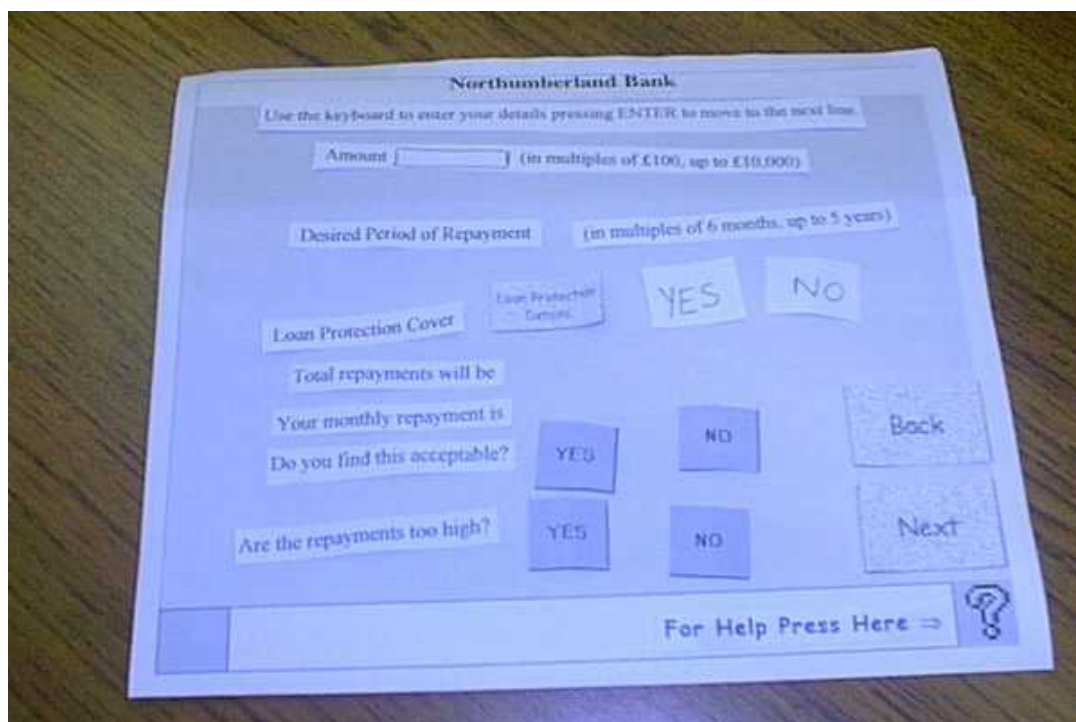 Northumberland Bank
Use the keyboard to enter your details pressing ENTER to move to the next line
Amount (in multiples of £100, up to £10,000)
Desired Period of Repayment (in multiples of 6 months, up to 5 years)
Loan Protection Cover
Loan Protection
YES NO
Total repayments will be
Your monthly repayment is
Do you find this acceptable? YES NO
Back
Are the repayments too high? YES NO
Next
For Help Press Here ⇒ ?